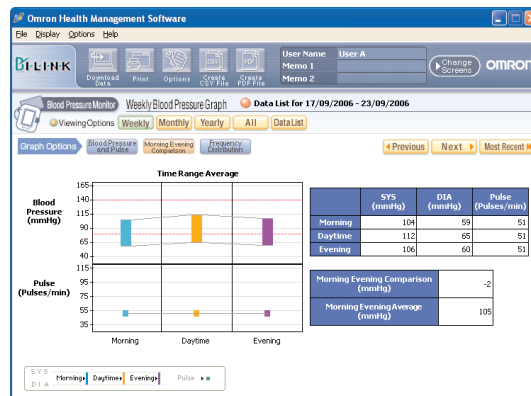 Omron Health Management Software
File Display Options Help
Bi-LINK
Download Data
Print
Options
Create CSV File
Create PDF File
User Name User A
Memo 1
Memo 2
Change Screens
OMRON
Blood Pressure Monitor Weekly Blood Pressure Graph Data List for 17/09/2006 - 23/09/2006
Viewing Options Weekly Monthly Yearly All Data List
Graph Options Blood Pressure and Pulse Morning Evening Comparison Frequency Distribution Previous Next Most Recent
Time Range Average
Blood Pressure (mmHg)
165
140
115
90
65
40
Pulse (Pulses/min)
115
95
75
55
35
Morning Daytime Evening
SYS (mmHg) DIA (mmHg) Pulse (Pulses/min)
Morning 104 59 51
Daytime 112 65 51
Evening 106 60 51
Morning Evening Comparison (mmHg) -2
Morning Evening Average (mmHg) 105
SYS
DIA
Morning Daytime Evening Pulse